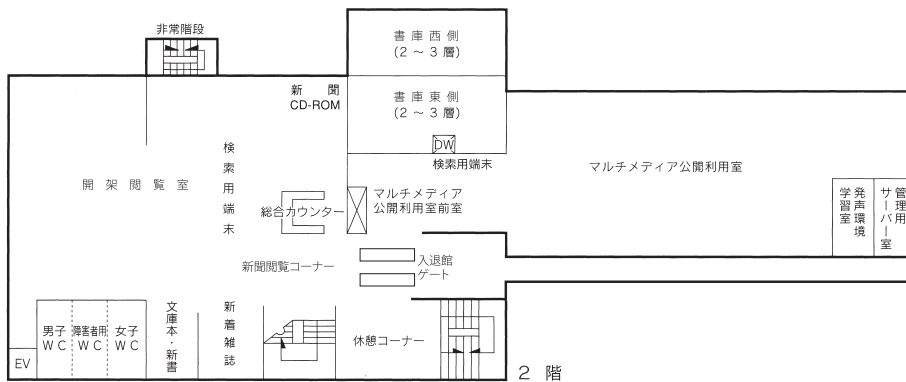 非常階段
書庫西側
(2～3層)
新聞
CD-ROM
書庫東側
(2～3層)
DW
検索用端末
検索用端末
マルチメディア公開利用室
開架閲覧室
総合カウンター
マルチメディア
公開利用室前室
発声環境
学習室
管理用
サーバー室
新聞閲覧コーナー
入退館
ゲート
男子
WC
障害者用
WC
女子
WC
文庫本・新書
新着雑誌
休憩コーナー
EV
2階